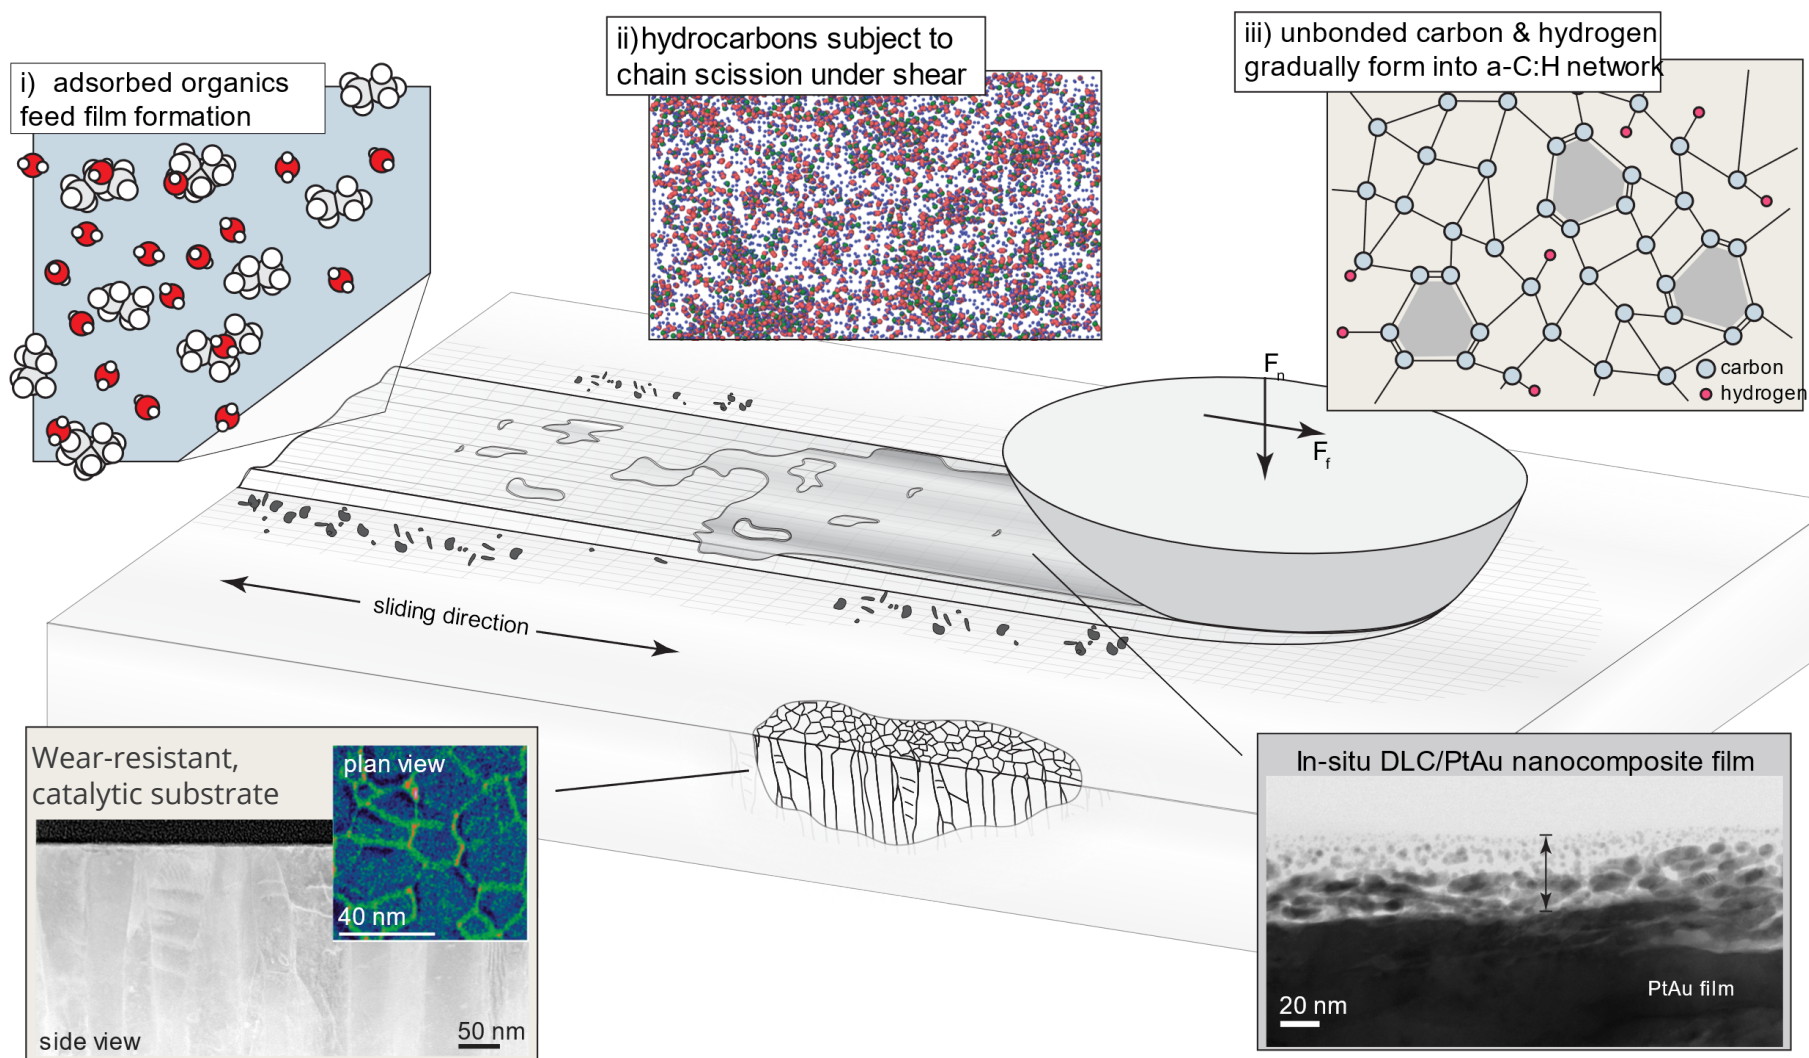 i) adsorbed organics
feed film formation
ii)hydrocarbons subject to
chain scission under shear
iii) unbonded carbon & hydrogen
gradually form into a-C:H network
carbon
hydrogen
Fn
Ff
sliding direction
Wear-resistant,
catalytic substrate
plan view
40 nm
side view
50 nm
In-situ DLC/PtAu nanocomposite film
PtAu film
20 nm